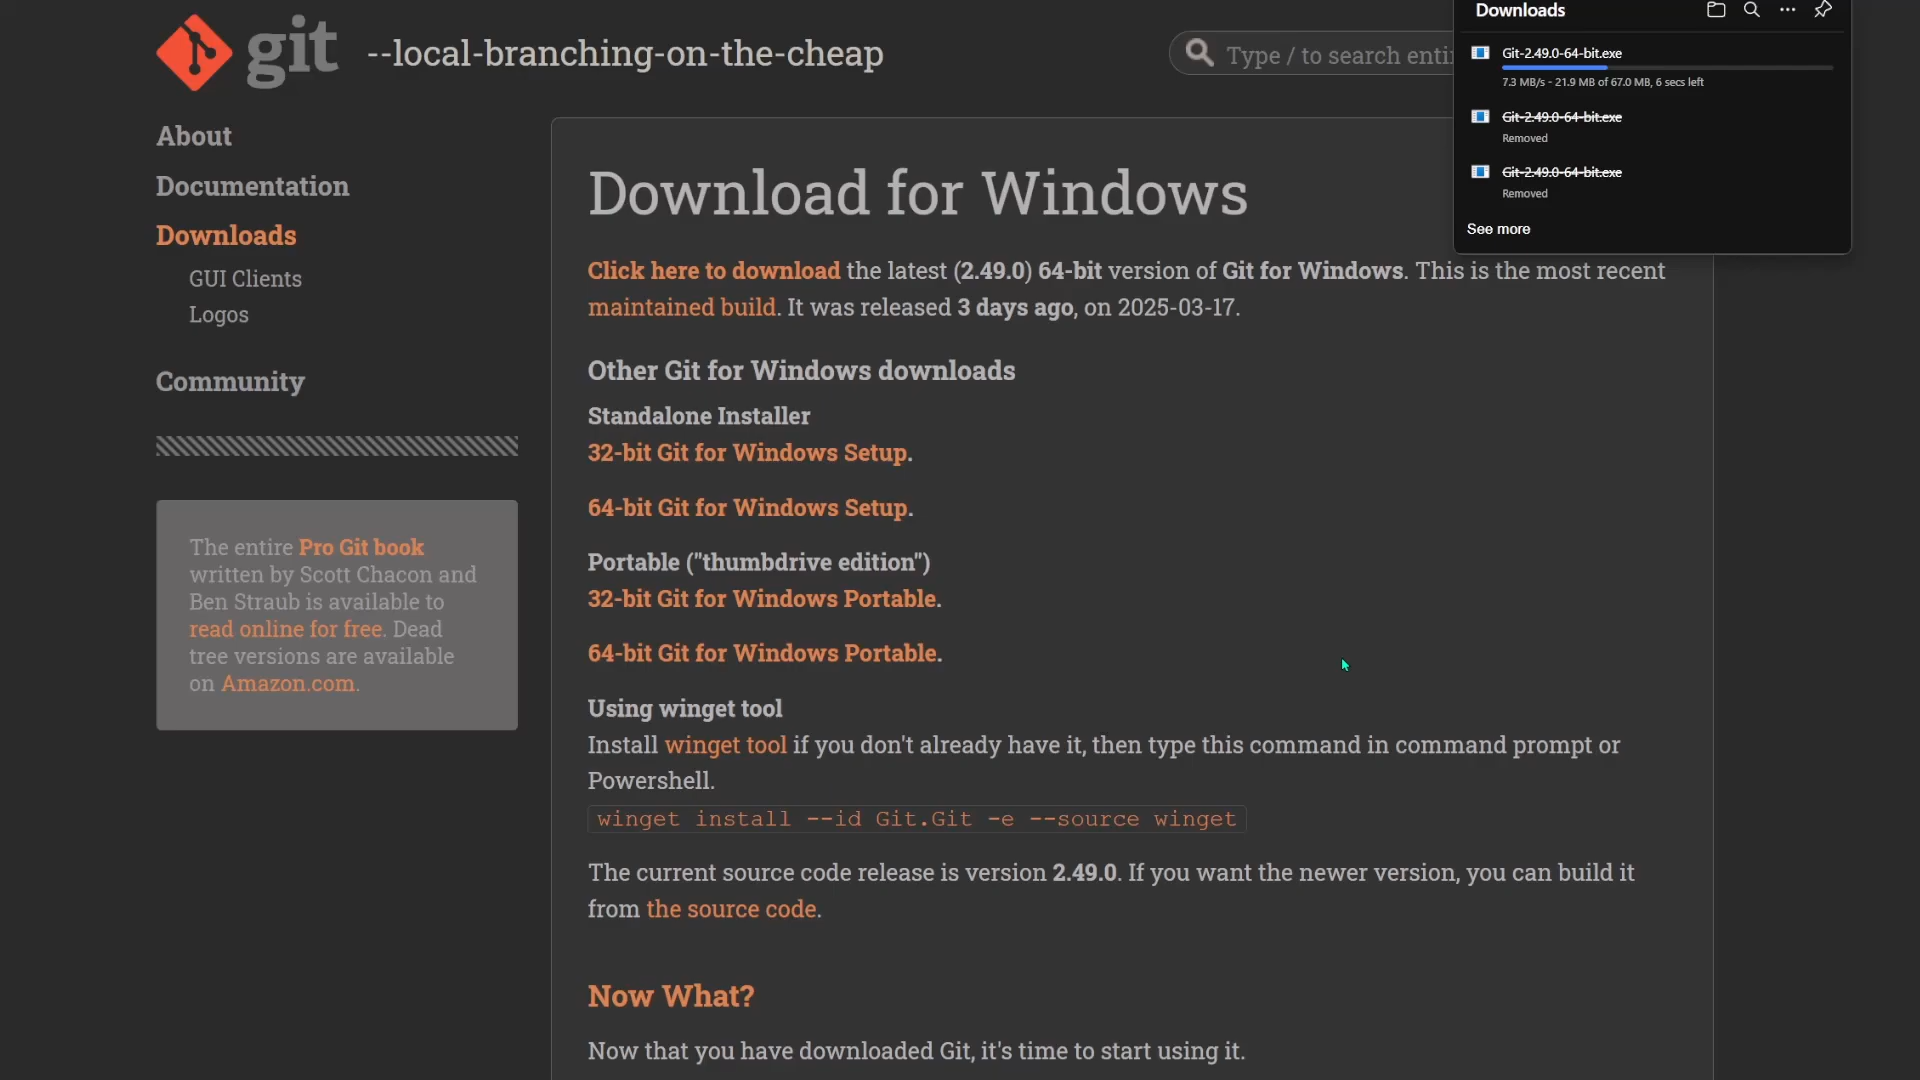 git --local-branching-on-the-cheap
Type / to search enti
About
Documentation
Downloads
GUI Clients
Logos
Community
The entire Pro Git book
written by Scott Chacon and
Ben Straub is available to
read online for free. Dead
tree versions are available
on Amazon.com.
Download for Windows
Click here to download the latest (2.49.0) 64-bit version of Git for Windows. This is the most recent
maintained build. It was released 3 days ago, on 2025-03-17.
Other Git for Windows downloads
Standalone Installer
32-bit Git for Windows Setup.
64-bit Git for Windows Setup.
Portable ("thumbdrive edition")
32-bit Git for Windows Portable.
64-bit Git for Windows Portable.
Using winget tool
Install winget tool if you don't already have it, then type this command in command prompt or
Powershell.
winget install --id Git.Git -e --source winget
The current source code release is version 2.49.0. If you want the newer version, you can build it
from the source code.
Now What?
Now that you have downloaded Git, it's time to start using it.
Downloads
Git-2.49.0-64-bit.exe
7.3 MB/s - 21.9 MB of 67.0 MB, 6 secs left
Git-2.49.0-64-bit.exe
Removed
Git-2.49.0-64-bit.exe
Removed
See more